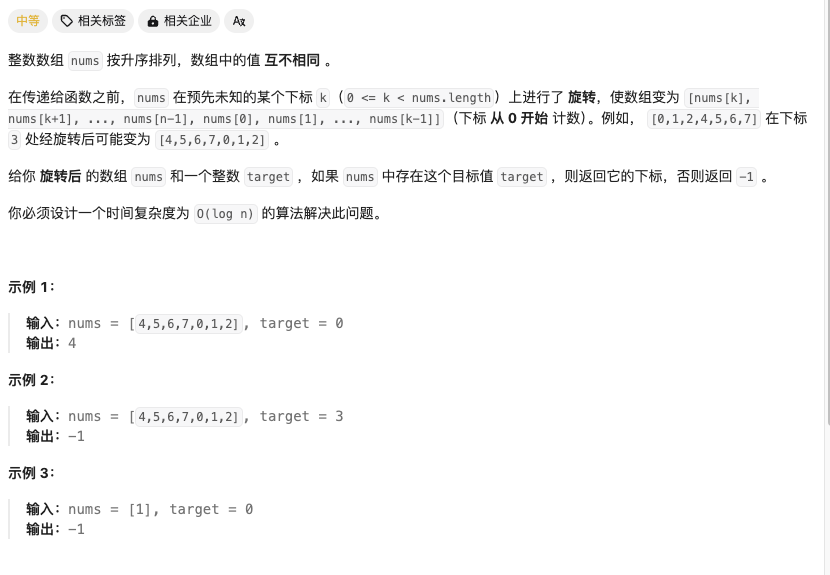 中等 相关标签 相关企业 Aa
整数数组 nums 按升序排列，数组中的值 互不相同 。
在传递给函数之前，nums 在预先未知的某个下标 k（0 <= k < nums.length）上进行了 旋转，使数组变为 [nums[k],
nums[k+1], ..., nums[n-1], nums[0], nums[1], ..., nums[k-1]]（下标 从 0 开始 计数）。例如， [0,1,2,4,5,6,7] 在下标
3 处经旋转后可能变为 [4,5,6,7,0,1,2] 。
给你 旋转后 的数组 nums 和一个整数 target ，如果 nums 中存在这个目标值 target ，则返回它的下标，否则返回 -1 。
你必须设计一个时间复杂度为 O(log n) 的算法解决此问题。
示例 1：
输入：nums = [4,5,6,7,0,1,2], target = 0
输出：4
示例 2：
输入：nums = [4,5,6,7,0,1,2], target = 3
输出：-1
示例 3：
输入：nums = [1], target = 0
输出：-1